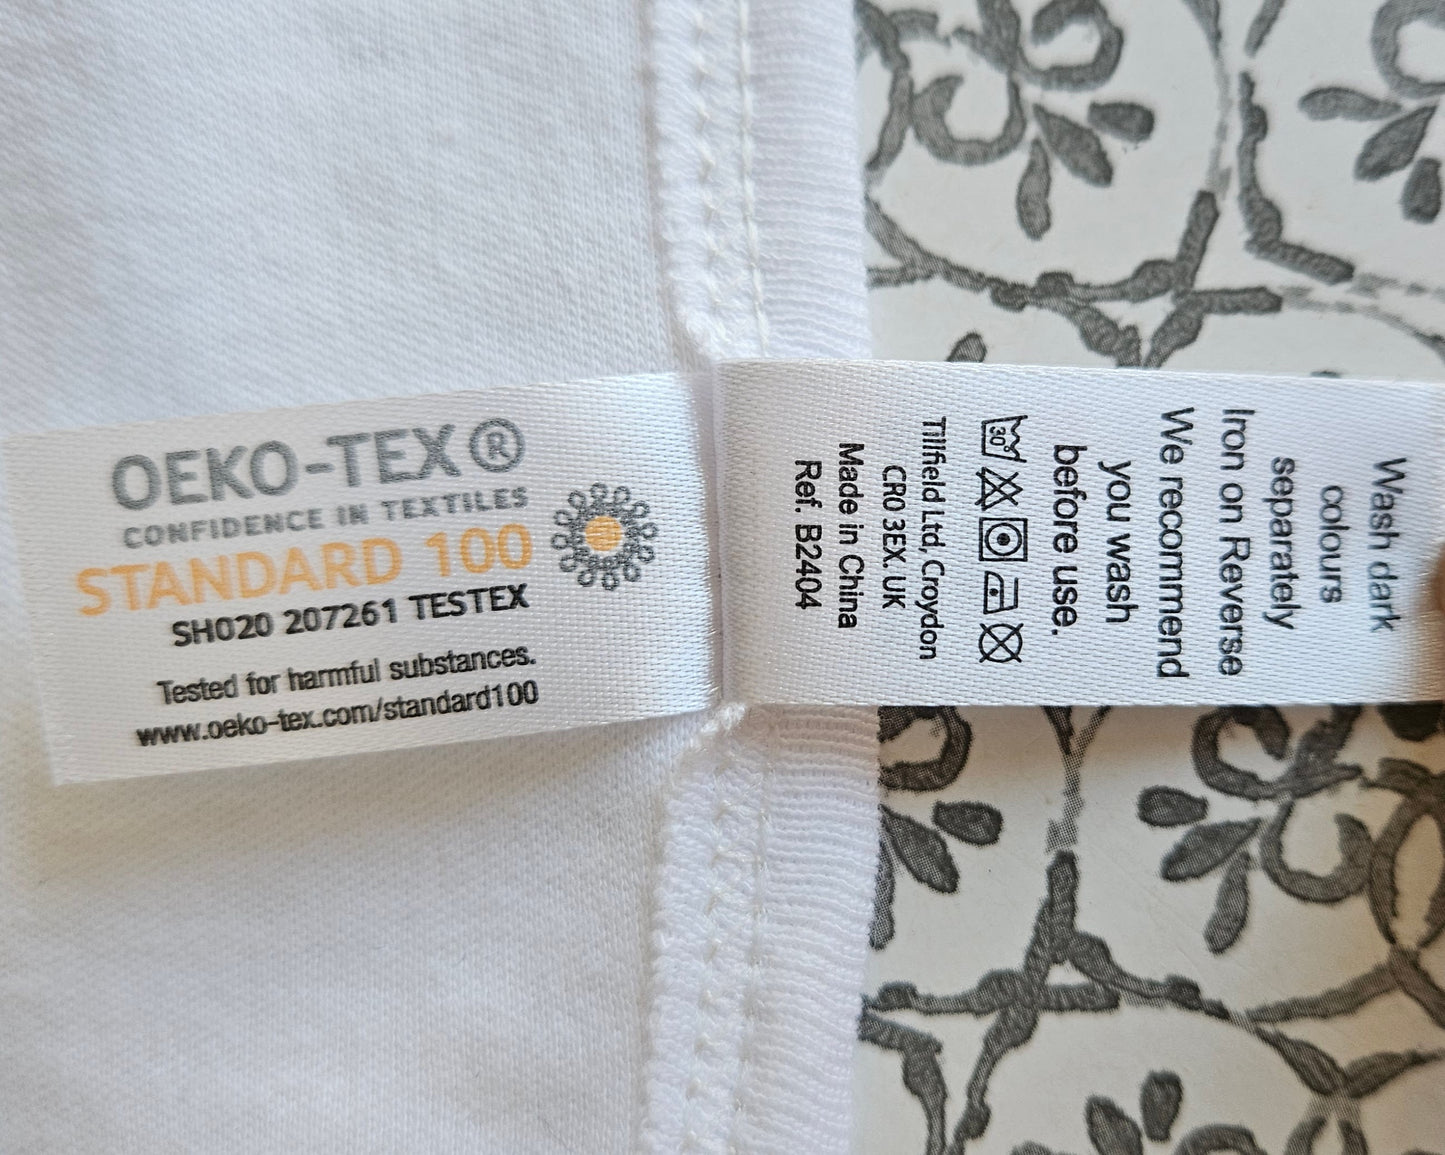 OEKO-TEX®
CONFIDENCE IN TEXTILES
STANDARD 100
SH020 207261 TESTEX
Tested for harmful substances.
www.oeko-tex.com/standard100
Wash dark
colours
separately
Iron on Reverse
We recommend
you wash
before use.
30
Tillfield Ltd, Croydon
CR0 3EX. UK
Made in China
Ref. B2404